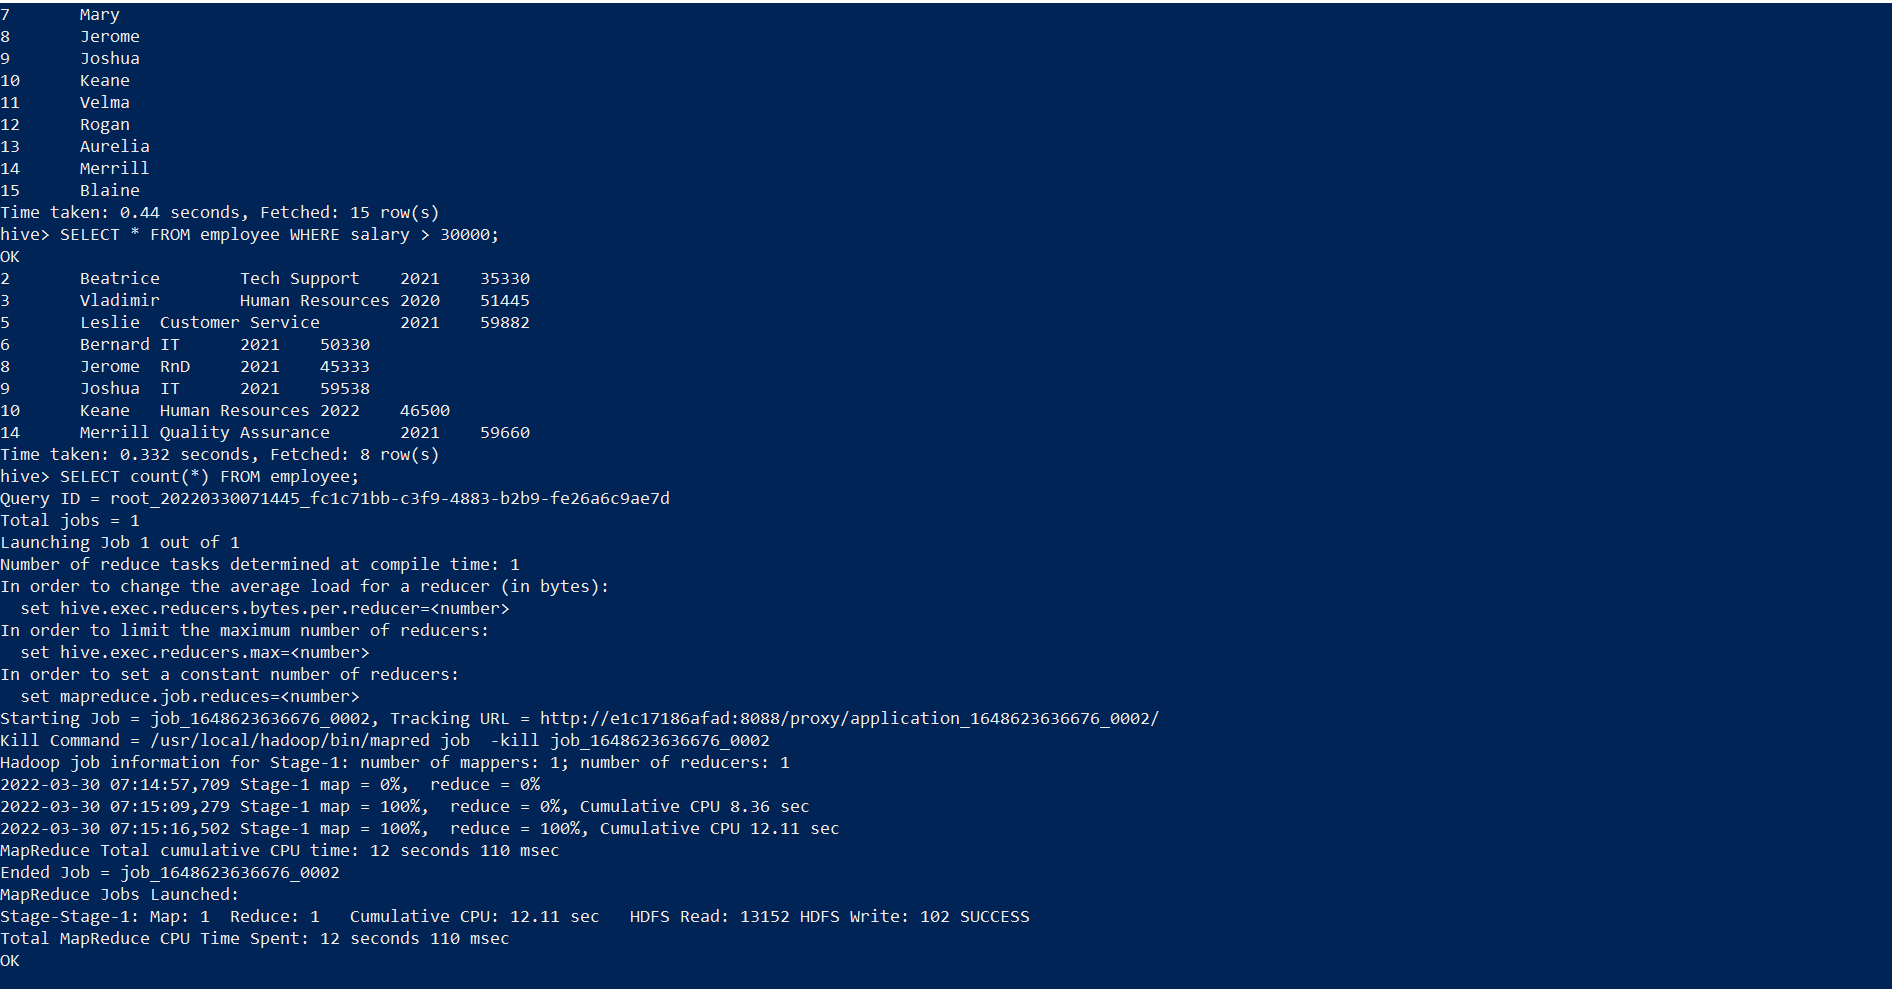 7       Mary
8       Jerome
9       Joshua
10      Keane
11      Velma
12      Rogan
13      Aurelia
14      Merrill
15      Blaine
Time taken: 0.44 seconds, Fetched: 15 row(s)
hive> SELECT * FROM employee WHERE salary > 30000;
OK
2       Beatrice        Tech Support    2021    35330
3       Vladimir        Human Resources 2020    51445
5       Leslie  Customer Service        2021    59882
6       Bernard IT      2021    50330
8       Jerome  RnD     2021    45333
9       Joshua  IT      2021    59538
10      Keane   Human Resources 2022    46500
14      Merrill Quality Assurance       2021    59660
Time taken: 0.332 seconds, Fetched: 8 row(s)
hive> SELECT count(*) FROM employee;
Query ID = root_20220330071445_fc1c71bb-c3f9-4883-b2b9-fe26a6c9ae7d
Total jobs = 1
Launching Job 1 out of 1
Number of reduce tasks determined at compile time: 1
In order to change the average load for a reducer (in bytes):
  set hive.exec.reducers.bytes.per.reducer=<number>
In order to limit the maximum number of reducers:
  set hive.exec.reducers.max=<number>
In order to set a constant number of reducers:
  set mapreduce.job.reduces=<number>
Starting Job = job_1648623636676_0002, Tracking URL = http://e1c17186afad:8088/proxy/application_1648623636676_0002/
Kill Command = /usr/local/hadoop/bin/mapred job  -kill job_1648623636676_0002
Hadoop job information for Stage-1: number of mappers: 1; number of reducers: 1
2022-03-30 07:14:57,709 Stage-1 map = 0%,  reduce = 0%
2022-03-30 07:15:09,279 Stage-1 map = 100%,  reduce = 0%, Cumulative CPU 8.36 sec
2022-03-30 07:15:16,502 Stage-1 map = 100%,  reduce = 100%, Cumulative CPU 12.11 sec
MapReduce Total cumulative CPU time: 12 seconds 110 msec
Ended Job = job_1648623636676_0002
MapReduce Jobs Launched:
Stage-Stage-1: Map: 1  Reduce: 1   Cumulative CPU: 12.11 sec   HDFS Read: 13152 HDFS Write: 102 SUCCESS
Total MapReduce CPU Time Spent: 12 seconds 110 msec
OK